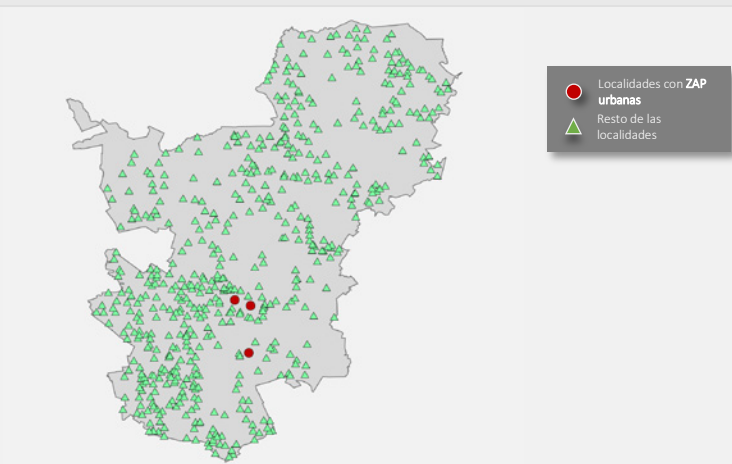 Localidades con ZAP
urbanas
Resto de las
localidades